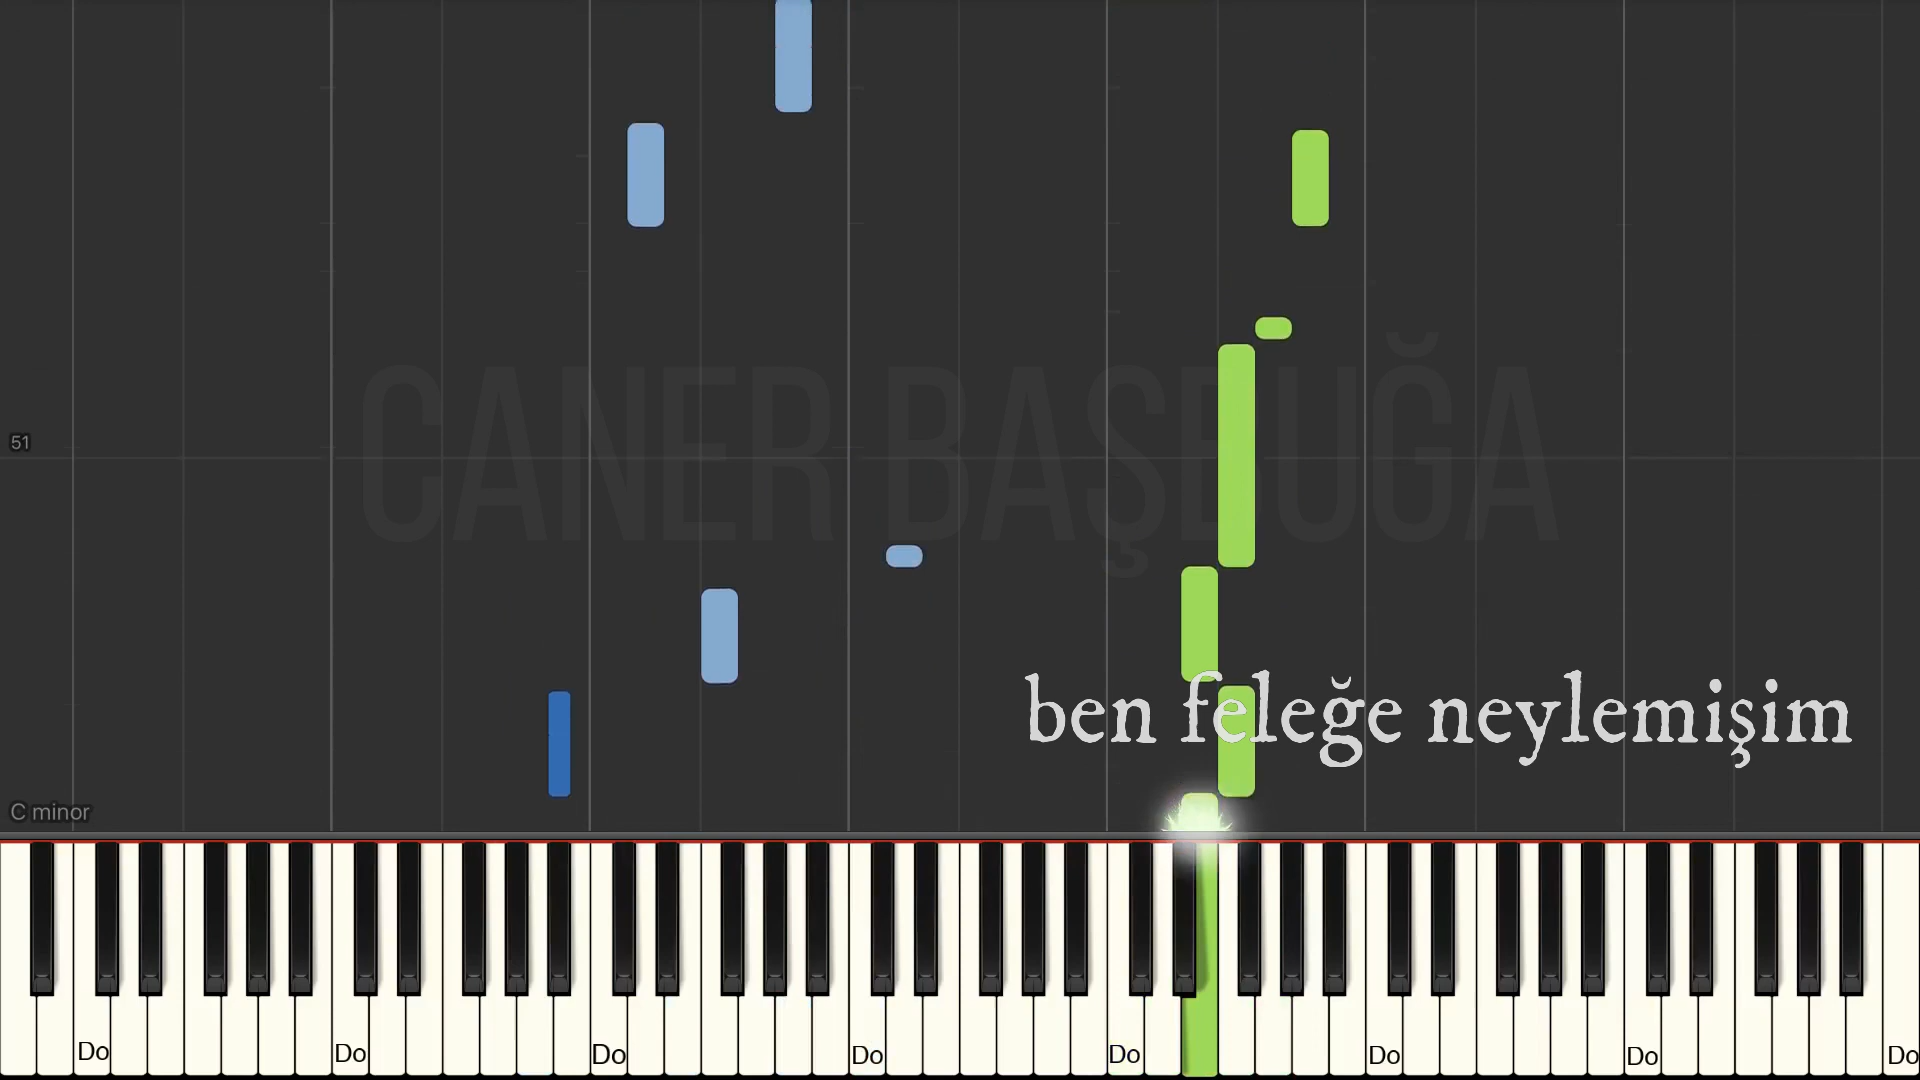 CANER BAŞBUĞA
51
ben feleğe neylemişim
C minor
Do Do Do Do Do Do Do Do